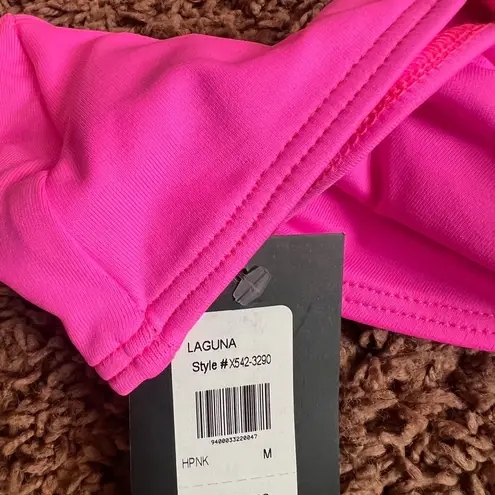 LAGUNA
Style # X542-3290
9400033220047
HPNK M